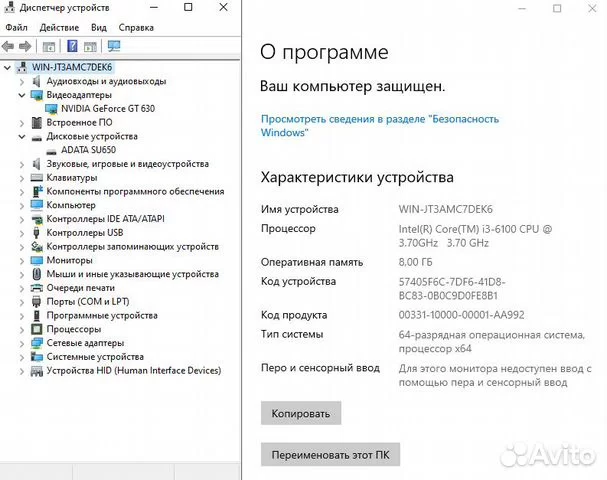 Диспетчер устройств
Файл Действие Вид Справка
WIN-JT3AMC7DEK6
Аудиовходы и аудиовыходы
Видеоадаптеры
NVIDIA GeForce GT 630
Встроенное ПО
Дисковые устройства
ADATA SU650
Звуковые, игровые и видеоустройства
Клавиатуры
Компоненты программного обеспечения
Компьютер
Контроллеры IDE ATA/ATAPI
Контроллеры USB
Контроллеры запоминающих устройств
Мониторы
Мыши и иные указывающие устройства
Очереди печати
Порты (COM и LPT)
Программные устройства
Процессоры
Сетевые адаптеры
Системные устройства
Устройства HID (Human Interface Devices)
О программе
Ваш компьютер защищен.
Просмотреть сведения в разделе "Безопасность
Windows"
Характеристики устройства
Имя устройства WIN-JT3AMC7DEK6
Процессор Intel(R) Core(TM) i3-6100 CPU @
3.70GHz 3.70 GHz
Оперативная память 8,00 ГБ
Код устройства 57405F6C-7DF6-41D8-
BC83-0B0C9D0FE8B1
Код продукта 00331-10000-00001-AA992
Тип системы 64-разрядная операционная система,
процессор x64
Перо и сенсорный ввод Для этого монитора недоступен ввод с
помощью пера и сенсорный ввод
Копировать
Переименовать этот ПК
Avito